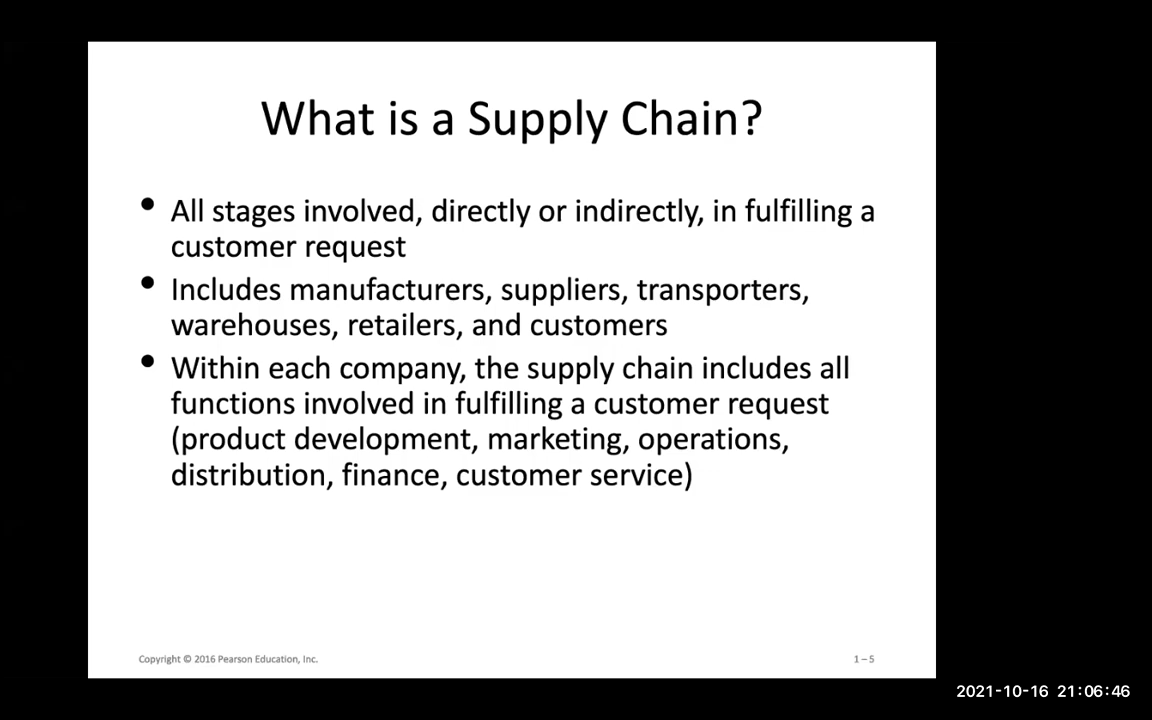 What is a Supply Chain?
• All stages involved, directly or indirectly, in fulfilling a
customer request
• Includes manufacturers, suppliers, transporters,
warehouses, retailers, and customers
• Within each company, the supply chain includes all
functions involved in fulfilling a customer request
(product development, marketing, operations,
distribution, finance, customer service)
Copyright © 2016 Pearson Education, Inc.
1 – 5
2021-10-16 21:06:46